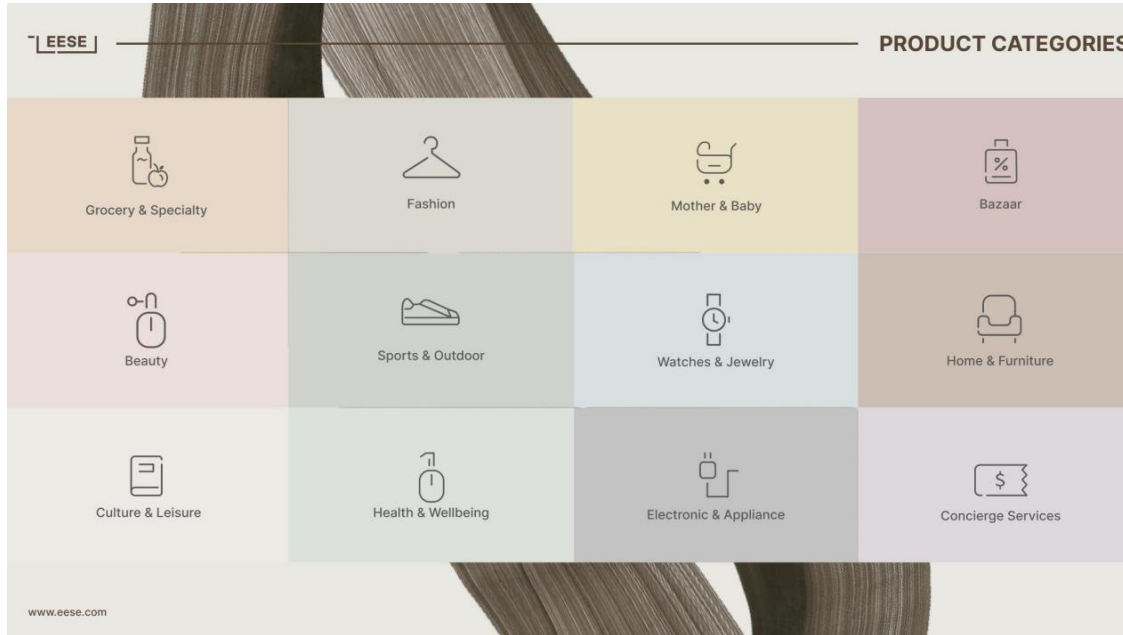 EESE
PRODUCT CATEGORIES
Grocery & Specialty
Fashion
Mother & Baby
%
Bazaar
Beauty
Sports & Outdoor
Watches & Jewelry
Home & Furniture
Culture & Leisure
Health & Wellbeing
Electronic & Appliance
$
Concierge Services
www.eese.com